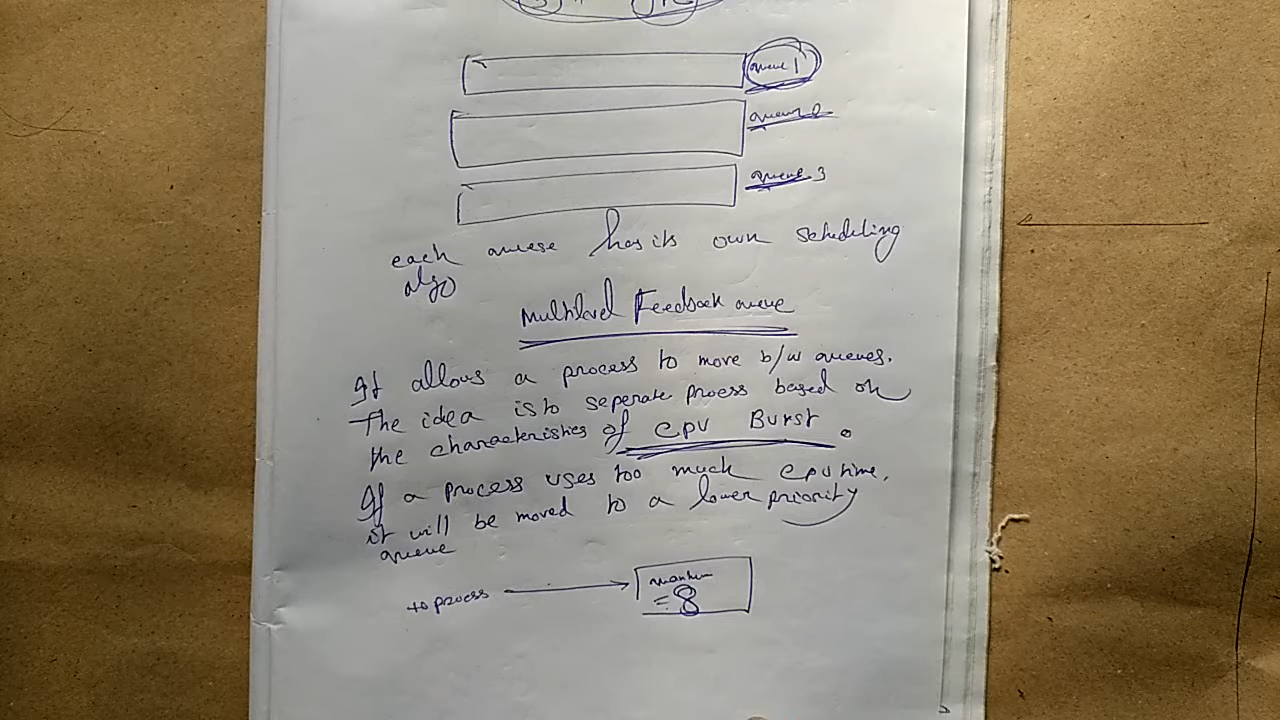 queue 1
queue 2
queue 3
each queue has its own scheduling
algo
Multilevel Feedback queue
It allows a process to move b/w queues.
The idea is to seperate process based on
the characteristics of CPU Burst.
If a process uses too much cpu time,
it will be moved to a lower priority
queue
process
= 8